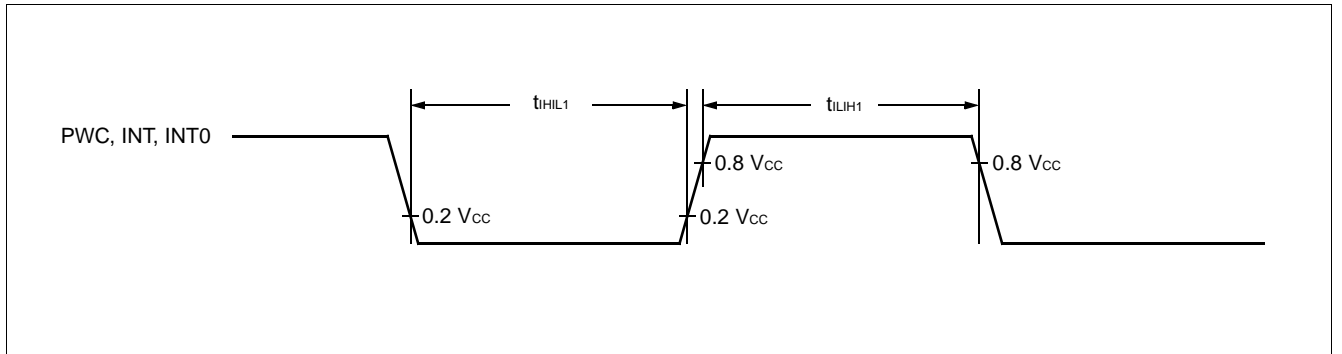 tIHIL1
tILIH1
PWC, INT, INT0
0.8 VCC
0.8 VCC
0.2 VCC
0.2 VCC